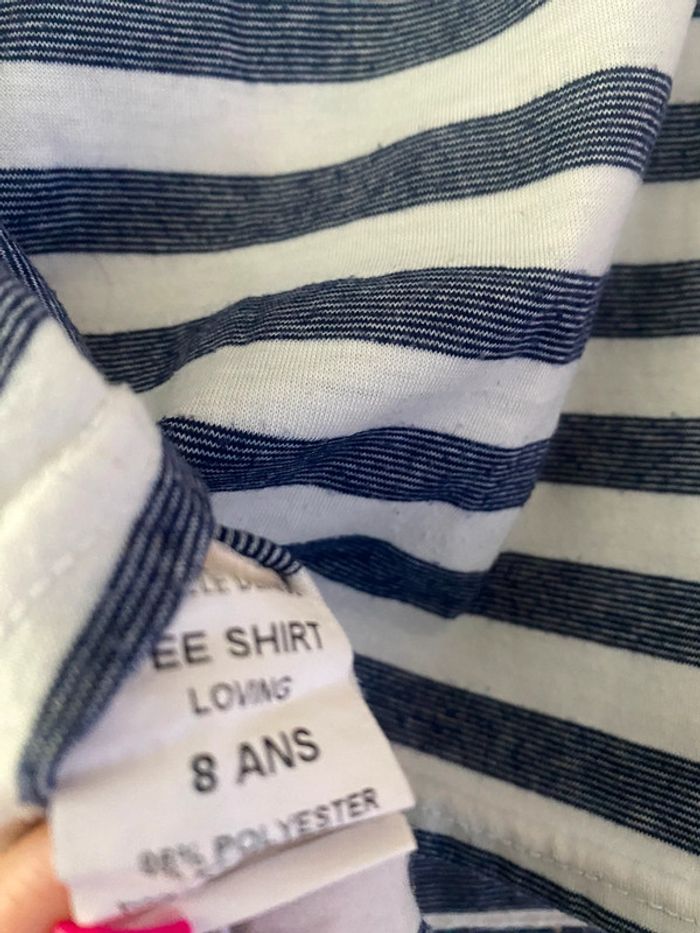 EE SHIRT
LOVING
8 ANS
POLYESTER